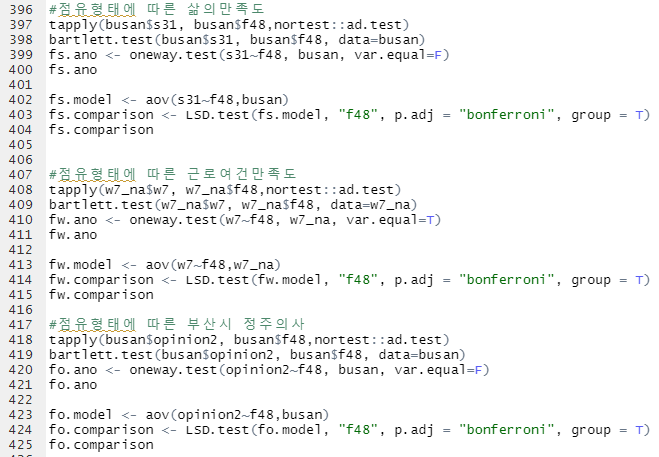 396 #점유형태에 따른 삶의만족도
397 tapply(busan$s31, busan$f48,nortest::ad.test)
398 bartlett.test(busan$s31, busan$f48, data=busan)
399 fs.ano <- oneway.test(s31~f48, busan, var.equal=F)
400 fs.ano
401
402 fs.model <- aov(s31~f48,busan)
403 fs.comparison <- LSD.test(fs.model, "f48", p.adj = "bonferroni", group = T)
404 fs.comparison
405
406
407 #점유형태에 따른 근로여건만족도
408 tapply(w7_na$w7, w7_na$f48,nortest::ad.test)
409 bartlett.test(w7_na$w7, w7_na$f48, data=w7_na)
410 fw.ano <- oneway.test(w7~f48, w7_na, var.equal=T)
411 fw.ano
412
413 fw.model <- aov(w7~f48,w7_na)
414 fw.comparison <- LSD.test(fw.model, "f48", p.adj = "bonferroni", group = T)
415 fw.comparison
416
417 #점유형태에 따른 부산시 정주의사
418 tapply(busan$opinion2, busan$f48,nortest::ad.test)
419 bartlett.test(busan$opinion2, busan$f48, data=busan)
420 fo.ano <- oneway.test(opinion2~f48, busan, var.equal=F)
421 fo.ano
422
423 fo.model <- aov(opinion2~f48,busan)
424 fo.comparison <- LSD.test(fo.model, "f48", p.adj = "bonferroni", group = T)
425 fo.comparison